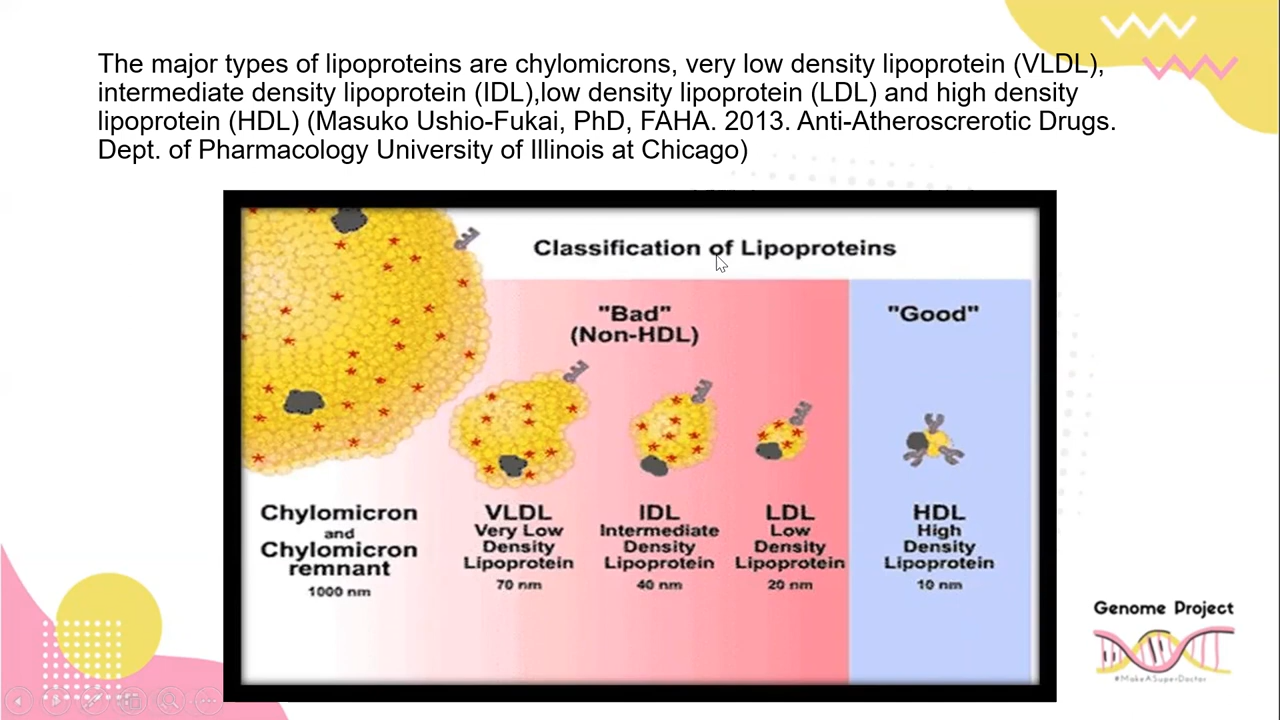 The major types of lipoproteins are chylomicrons, very low density lipoprotein (VLDL),
intermediate density lipoprotein (IDL),low density lipoprotein (LDL) and high density
lipoprotein (HDL) (Masuko Ushio-Fukai, PhD, FAHA. 2013. Anti-Atheroscrerotic Drugs.
Dept. of Pharmacology University of Illinois at Chicago)
Classification of Lipoproteins
"Bad"
(Non-HDL)
"Good"
Chylomicron
and
Chylomicron
remnant
1000 nm
VLDL
Very Low
Density
Lipoprotein
70 nm
IDL
Intermediate
Density
Lipoprotein
40 nm
LDL
Low
Density
Lipoprotein
20 nm
HDL
High
Density
Lipoprotein
10 nm
Genome Project
#MakeASuperDoctor